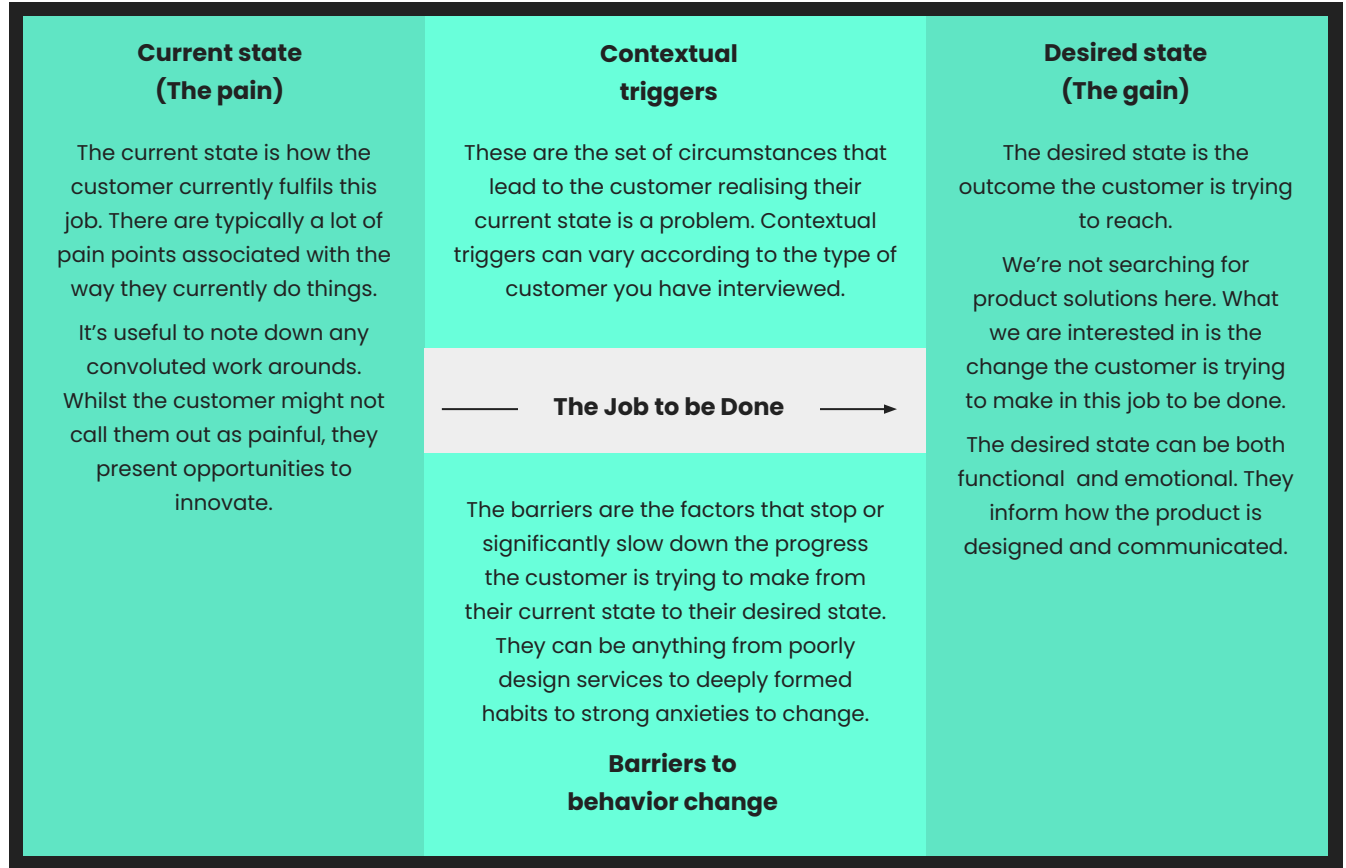 Current state
(The pain)
The current state is how the
customer currently fulfils this
job. There are typically a lot of
pain points associated with the
way they currently do things.
It’s useful to note down any
convoluted work arounds.
Whilst the customer might not
call them out as painful, they
present opportunities to
innovate.
Contextual
triggers
These are the set of circumstances that
lead to the customer realising their
current state is a problem. Contextual
triggers can vary according to the type of
customer you have interviewed.
The Job to be Done
The barriers are the factors that stop or
significantly slow down the progress
the customer is trying to make from
their current state to their desired state.
They can be anything from poorly
design services to deeply formed
habits to strong anxieties to change.
Barriers to
behavior change
Desired state
(The gain)
The desired state is the
outcome the customer is trying
to reach.
We’re not searching for
product solutions here. What
we are interested in is the
change the customer is trying
to make in this job to be done.
The desired state can be both
functional  and emotional. They
inform how the product is
designed and communicated.